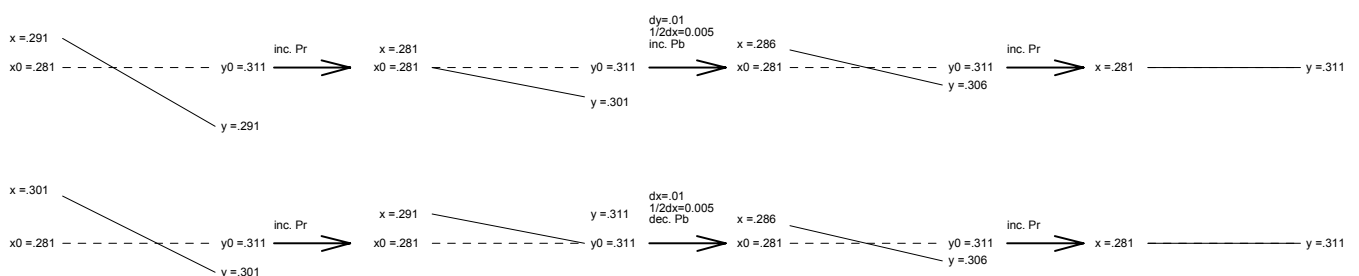 dy=.01
1/2dx=0.005
inc. Pb
x =.291
inc. Pr
x =.281
x =.286
inc. Pr
x0 =.281
y0 =.311
x0 =.281
y0 =.311
x0 =.281
y0 =.311
x =.281
y =.311
y =.301
y =.306
y =.291
dx=.01
1/2dx=0.005
dec. Pb
x =.301
inc. Pr
x =.291
y =.311
x =.286
inc. Pr
x0 =.281
y0 =.311
x0 =.281
y0 =.311
x0 =.281
y0 =.311
x =.281
y =.311
y =.306
y =.301